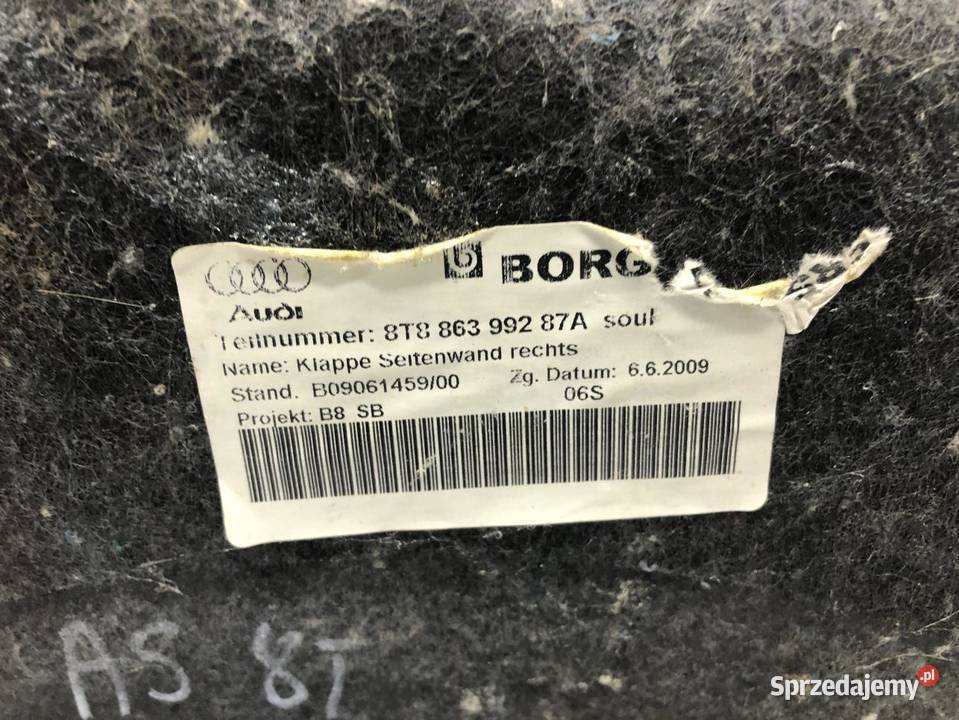 BORG
Audi
Teilnummer: 8T8 863 992 87A soul
Name: Klappe Seitenwand rechts
Stand. B09061459/00 Zg. Datum: 6.6.2009
06S
Projekt: B8 SB
A5 8T
Sprzedajemy.pl